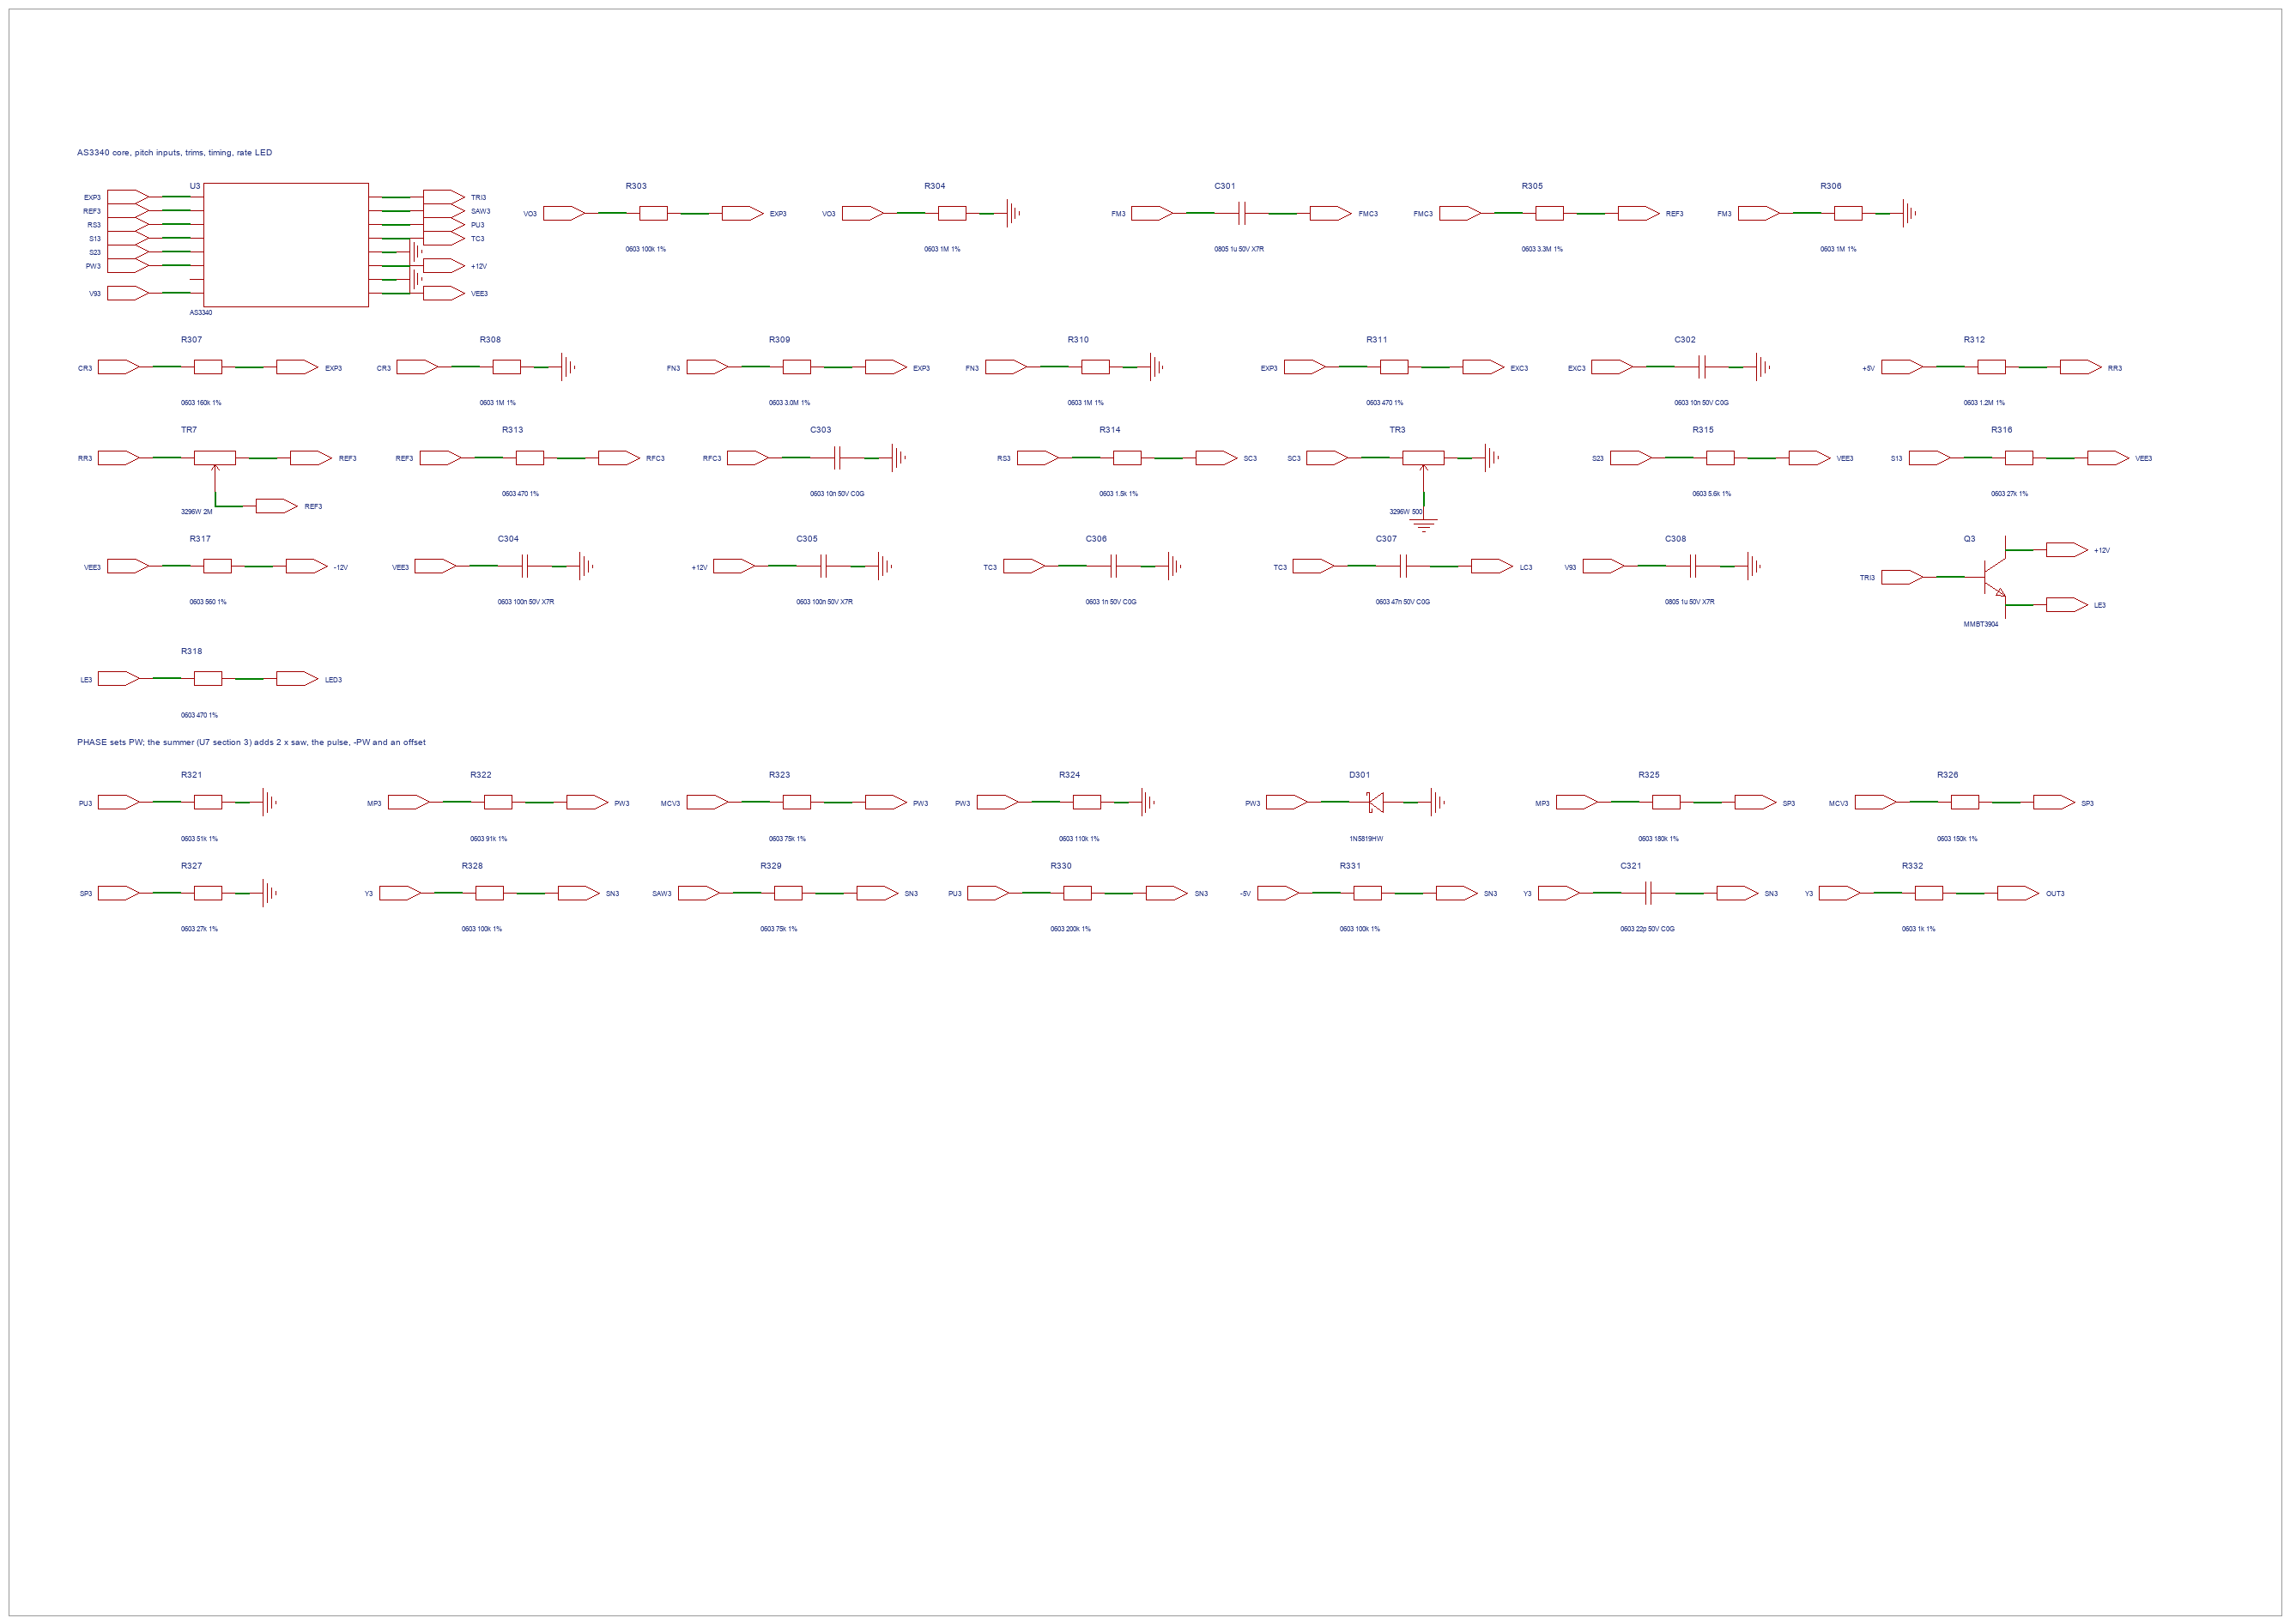 AS3340 core, pitch inputs, trims, timing, rate LED
U3
R303
R304
C301
R305
R306
EXP3
REF3
RS3
S13
S23
PW3
V93
TRI3
SAW3
PU3
TC3
+12V
VEE3
AS3340
VO3
EXP3
0603 100k 1%
VO3
0603 1M 1%
FM3
FMC3
0805 1u 50V X7R
FMC3
REF3
0603 3.3M 1%
FM3
0603 1M 1%
R307
R308
R309
R310
R311
C302
R312
CR3
EXP3
CR3
FN3
EXP3
FN3
EXP3
EXC3
EXC3
+5V
RR3
0603 160k 1%
0603 1M 1%
0603 3.0M 1%
0603 1M 1%
0603 470 1%
0603 10n 50V C0G
0603 1.2M 1%
TR7
R313
C303
R314
TR3
R315
R316
RR3
REF3
REF3
RFC3
RFC3
RS3
SC3
SC3
S23
VEE3
S13
VEE3
0603 470 1%
0603 10n 50V C0G
0603 1.5k 1%
0603 5.6k 1%
0603 27k 1%
REF3
3296W 2M
3296W 500
R317
C304
C305
C306
C307
C308
Q3
VEE3
-12V
VEE3
+12V
TC3
TC3
LC3
V93
TRI3
+12V
LE3
0603 560 1%
0603 100n 50V X7R
0603 100n 50V X7R
0603 1n 50V C0G
0603 47n 50V C0G
0805 1u 50V X7R
MMBT3904
R318
LE3
LED3
0603 470 1%
PHASE sets PW; the summer (U7 section 3) adds 2 x saw, the pulse, -PW and an offset
R321
R322
R323
R324
D301
R325
R326
PU3
MP3
PW3
MCV3
PW3
PW3
PW3
MP3
SP3
MCV3
SP3
0603 51k 1%
0603 91k 1%
0603 75k 1%
0603 110k 1%
1N5819HW
0603 180k 1%
0603 150k 1%
R327
R328
R329
R330
R331
C321
R332
SP3
Y3
SN3
SAW3
SN3
PU3
SN3
-5V
SN3
Y3
SN3
Y3
OUT3
0603 27k 1%
0603 100k 1%
0603 75k 1%
0603 200k 1%
0603 100k 1%
0603 22p 50V C0G
0603 1k 1%